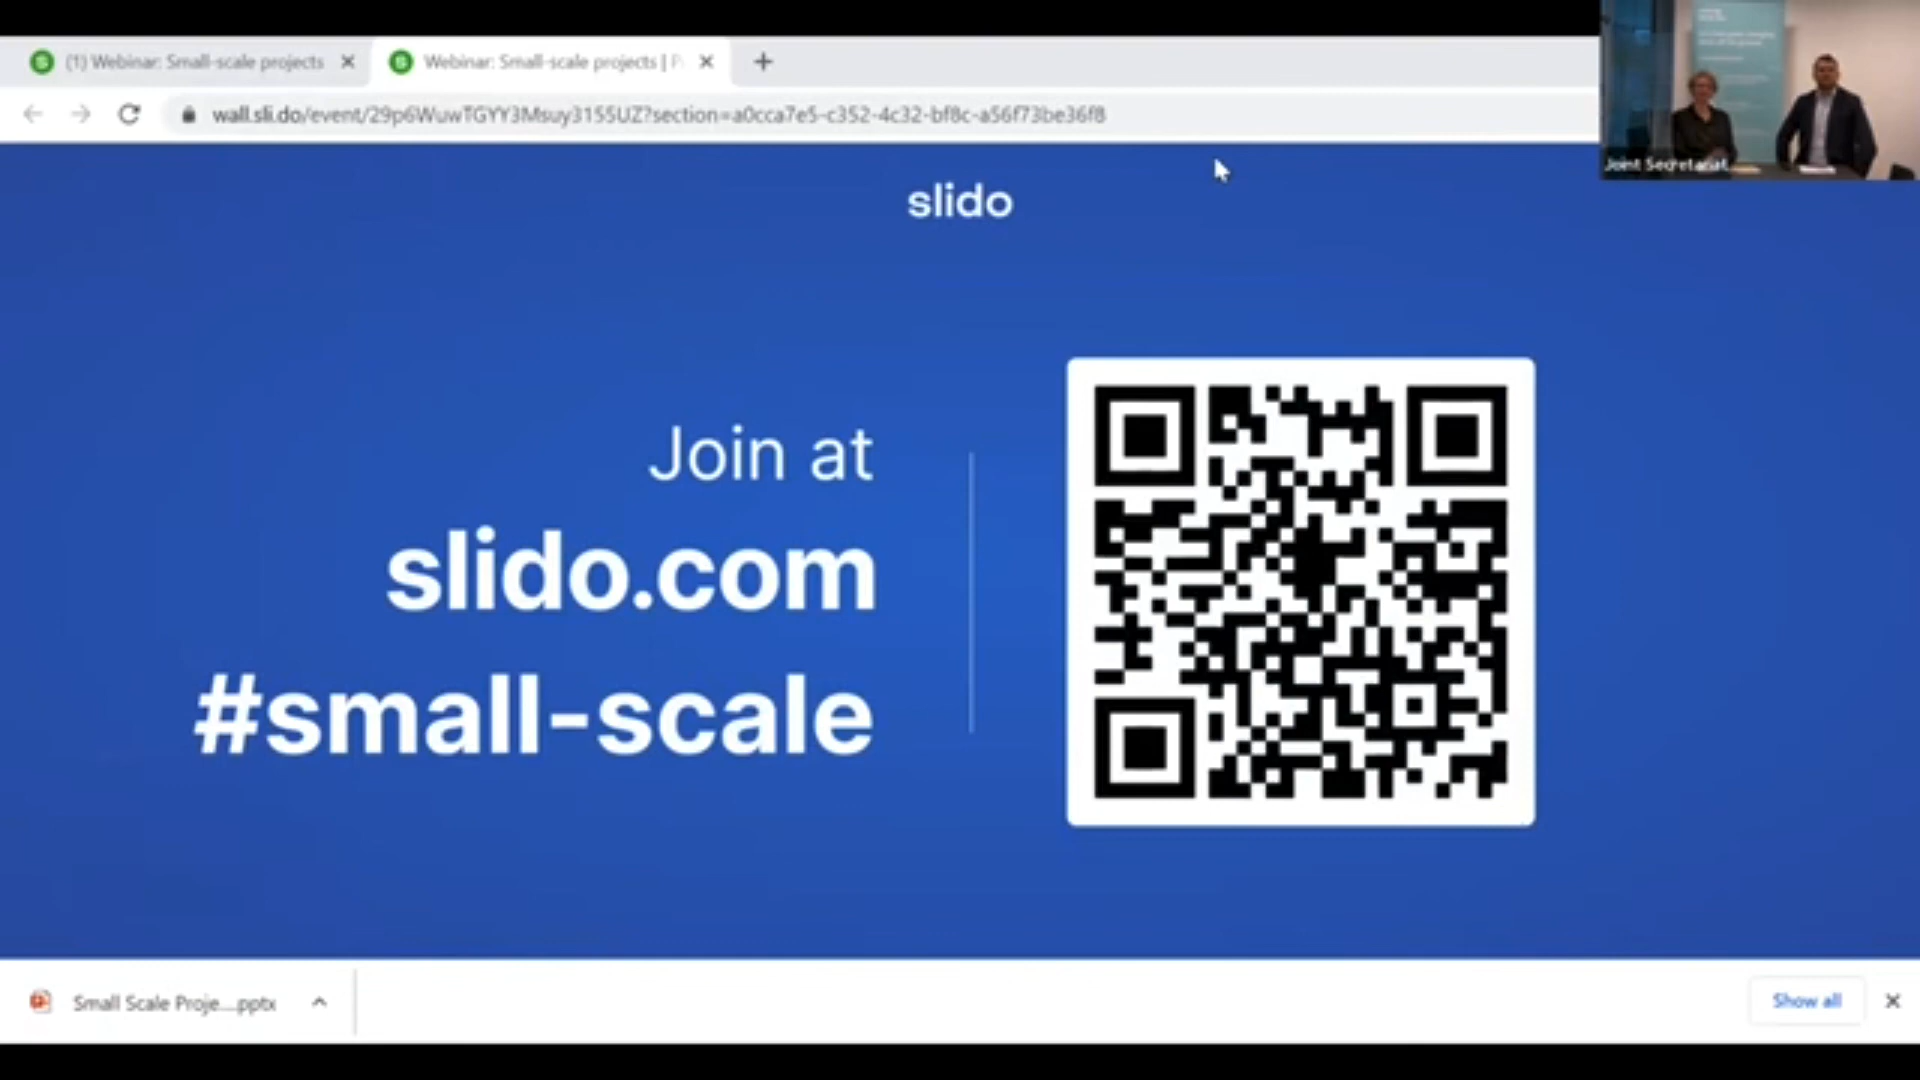 (1) Webinar: Small-scale projects
Webinar: Small-scale projects |
wall.sli.do/event/29p6WuwTGYY3Msuy3155UZ?section=a0cca7e5-c352-4c32-bf8c-a56f73be36f8
Joint Secretariat
slido
Join at
slido.com
#small-scale
Small Scale Proje....pptx
Show all